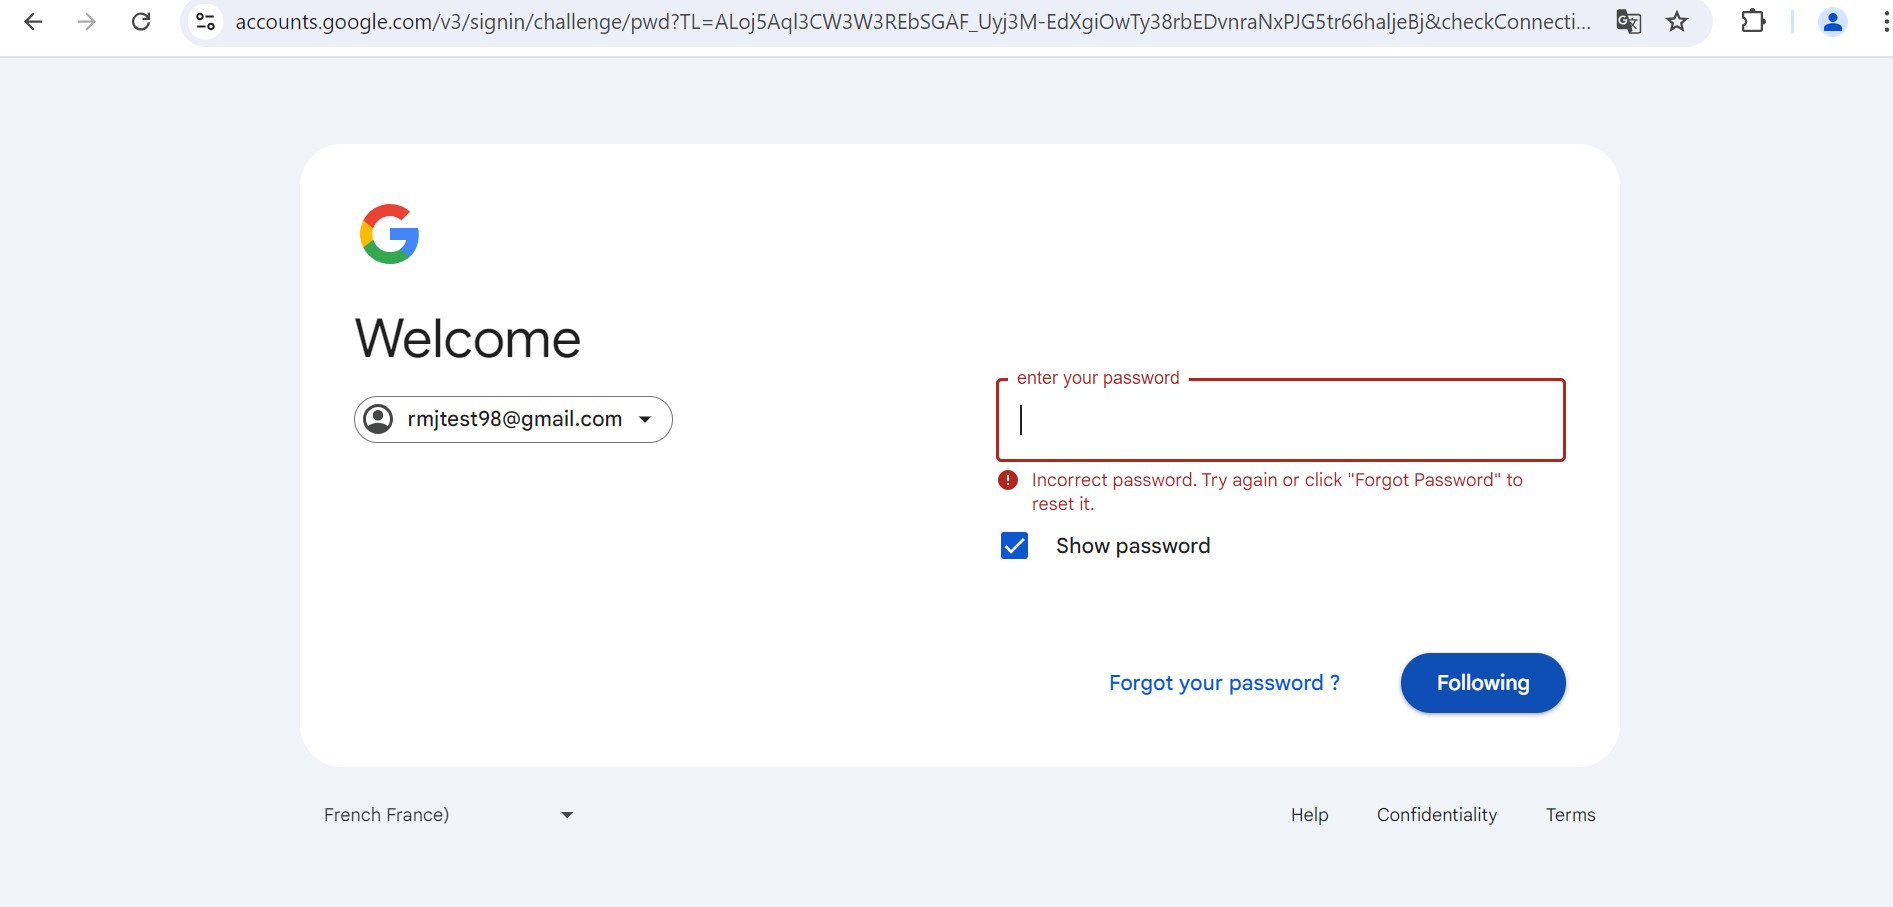 accounts.google.com/v3/signin/challenge/pwd?TL=ALoj5Aql3CW3W3REbSGAF_Uyj3M-EdXgiOwTy38rbEDvnraNxPJG5tr66haljeBj&checkConnecti...
Welcome
rmjtest98@gmail.com
enter your password
Incorrect password. Try again or click "Forgot Password" to
reset it.
Show password
Forgot your password ?
Following
French France)
Help
Confidentiality
Terms